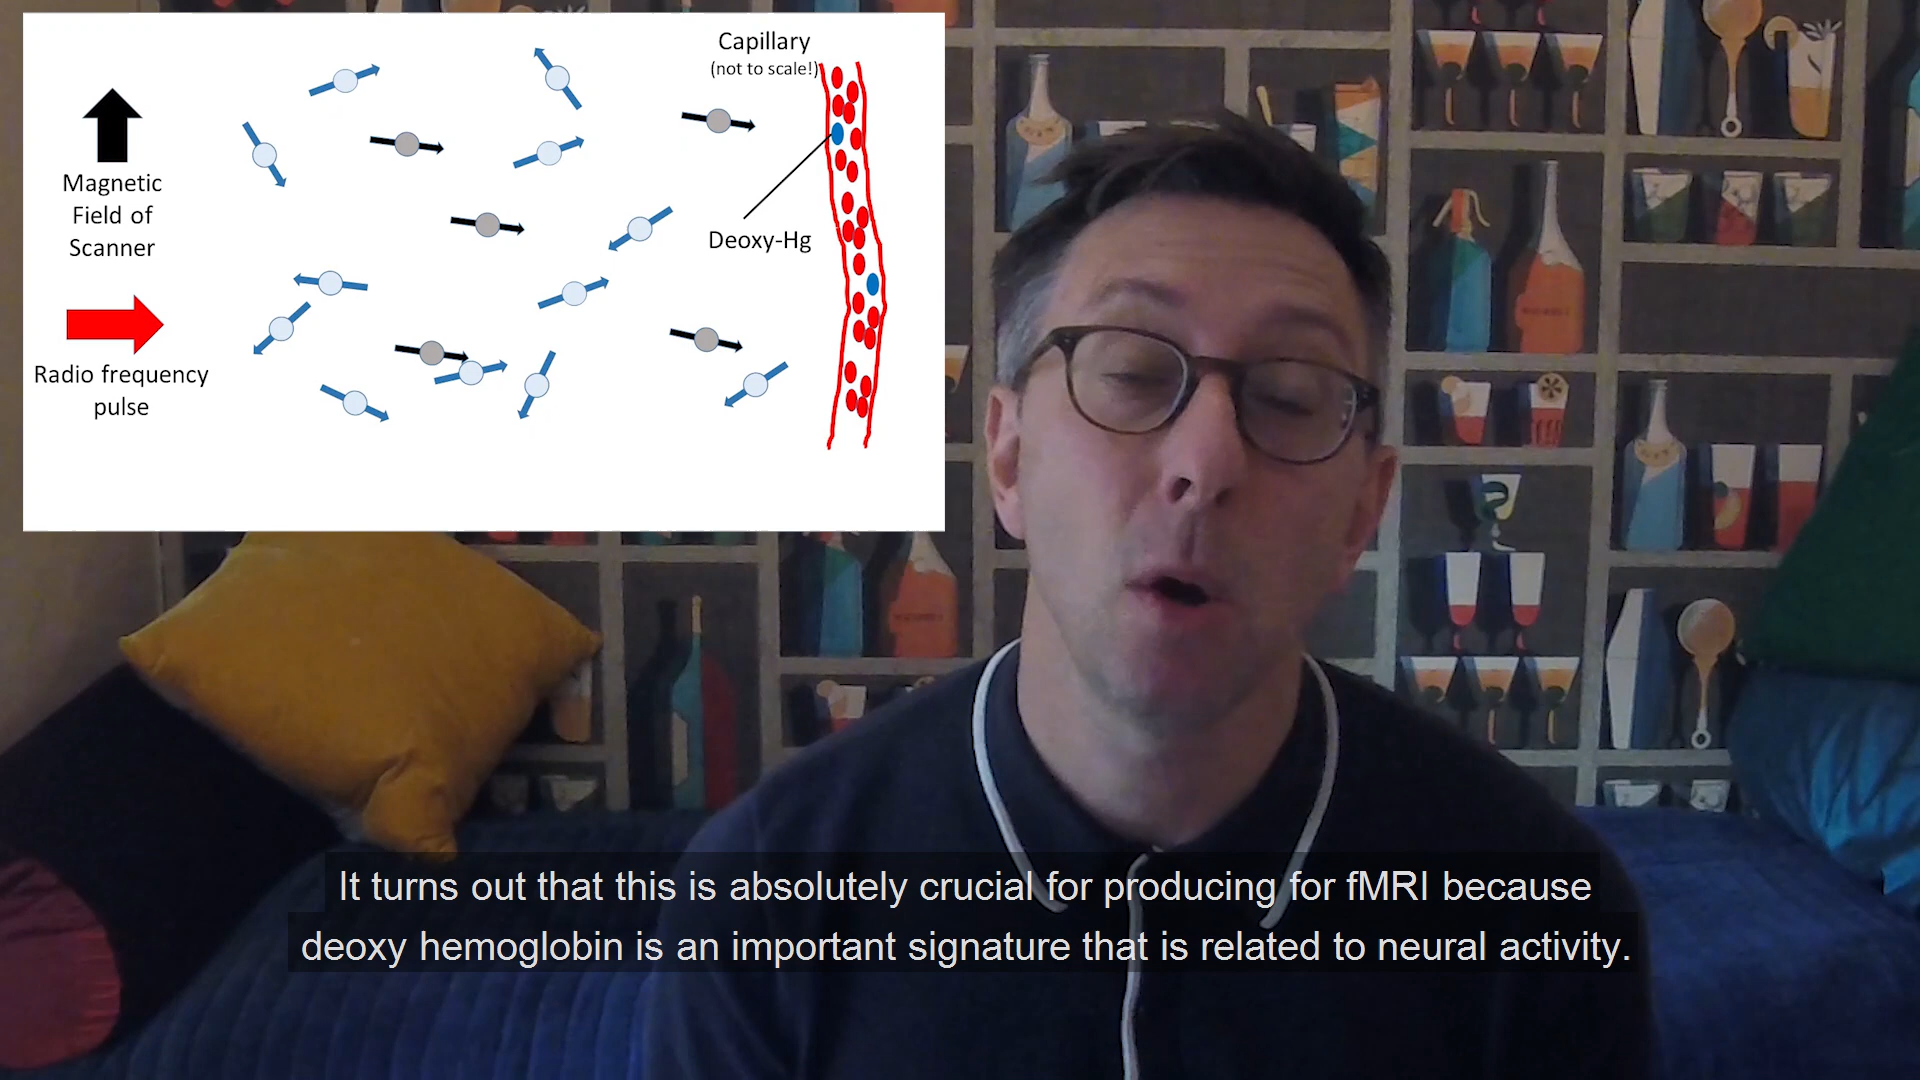 Capillary
(not to scale!)
Magnetic
Field of
Scanner
Deoxy-Hg
Radio frequency
pulse
It turns out that this is absolutely crucial for producing for fMRI because
deoxy hemoglobin is an important signature that is related to neural activity.